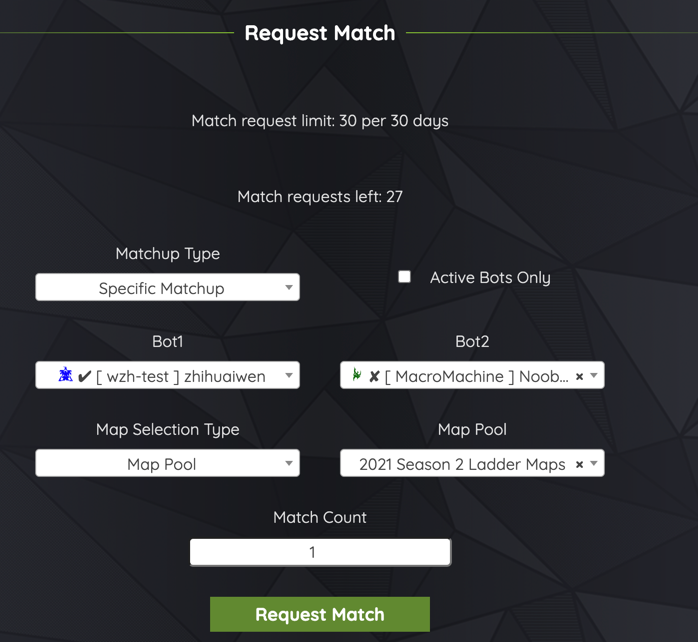 Request Match
Match request limit: 30 per 30 days
Match requests left: 27
Matchup Type
Specific Matchup
Active Bots Only
Bot1
Bot2
✔ [ wzh-test ] zhihuaiwen
✘ [ MacroMachine ] Noob... ×
Map Selection Type
Map Pool
Map Pool
2021 Season 2 Ladder Maps ×
Match Count
1
Request Match